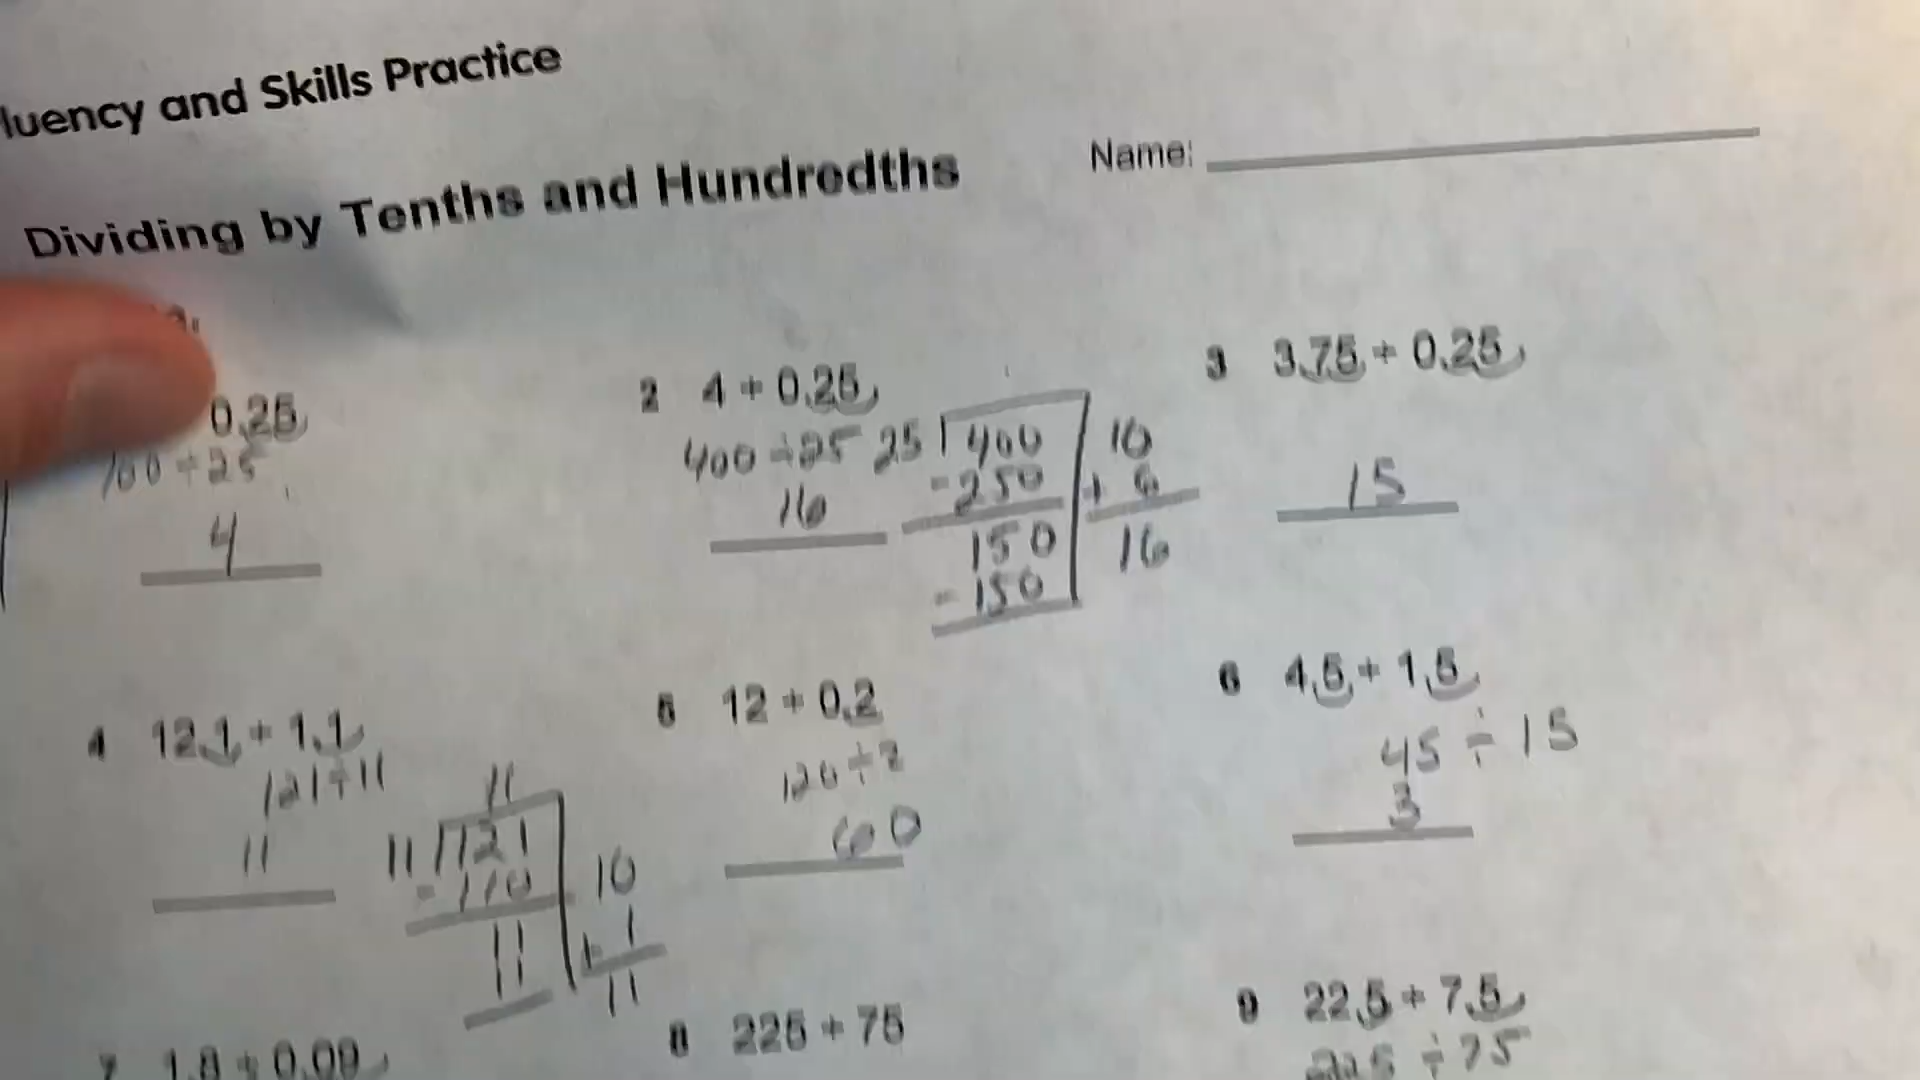 luency and Skills Practice
Name:
Dividing by Tenths and Hundredths
0.25
100 ÷ 25
4
2 4 ÷ 0.25
400 ÷ 25
16
25 400
- 250
150
- 150
10
+ 6
16
3 3.75 ÷ 0.25
15
4 12.1 ÷ 1.1
121 ÷ 11
11
11
11 121
- 110
11
10
+ 1
11
5 12 ÷ 0.2
120 ÷ 2
60
6 4.5 ÷ 1.5
45 ÷ 15
3
7 1.8 ÷ 0.09
8 225 ÷ 75
9 22.5 ÷ 7.5
225 ÷ 75